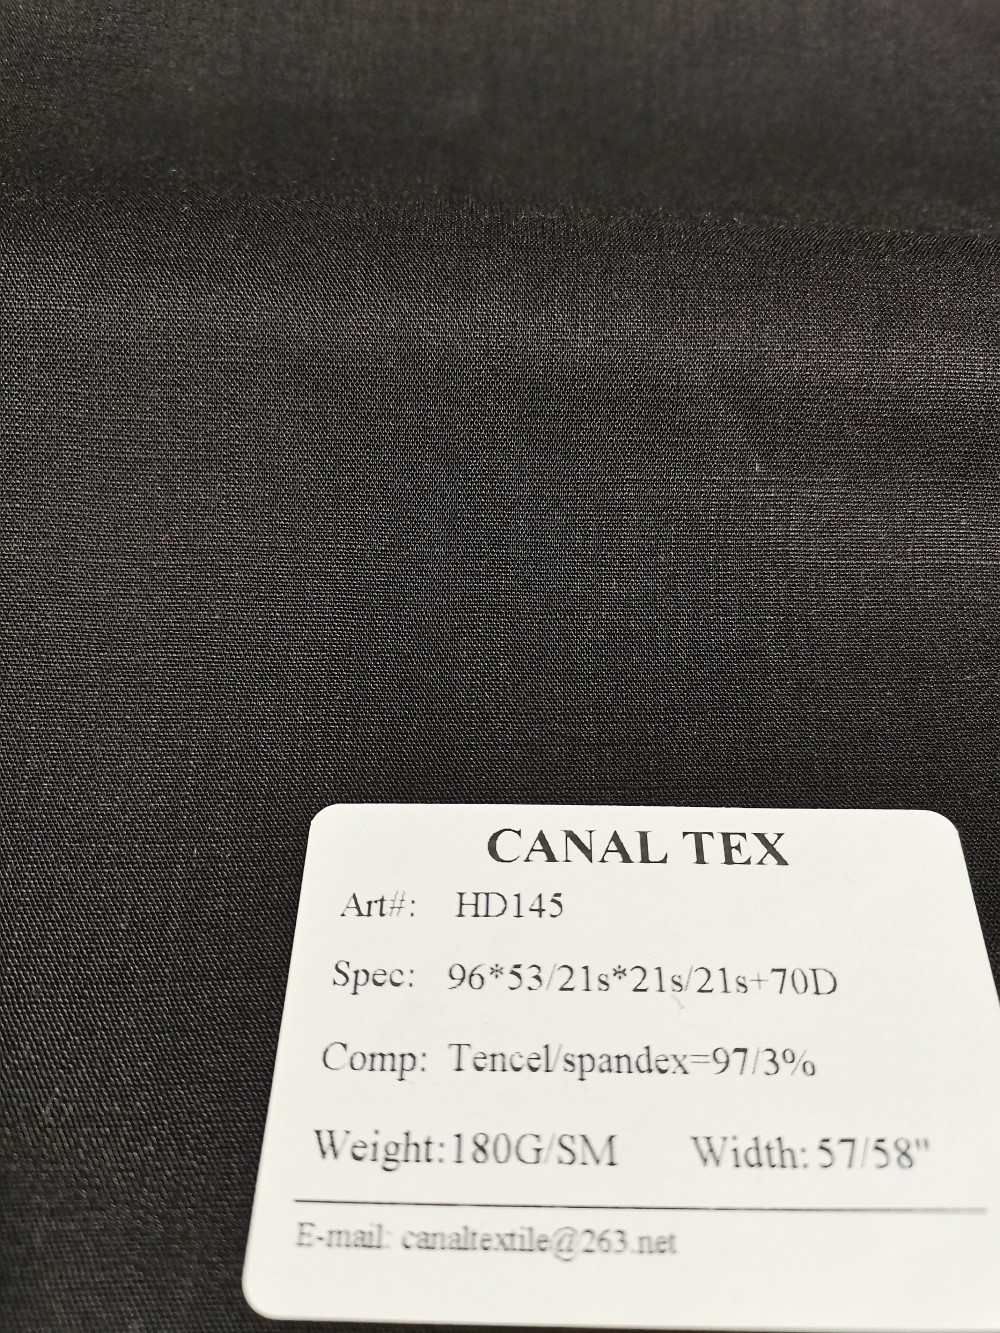 CANAL TEX
Art#: HD145
Spec: 96*53/21s*21s/21s+70D
Comp: Tencel/spandex=97/3%
Weight:180G/SM Width: 57/58"
E-mail: canaltextile@263.net